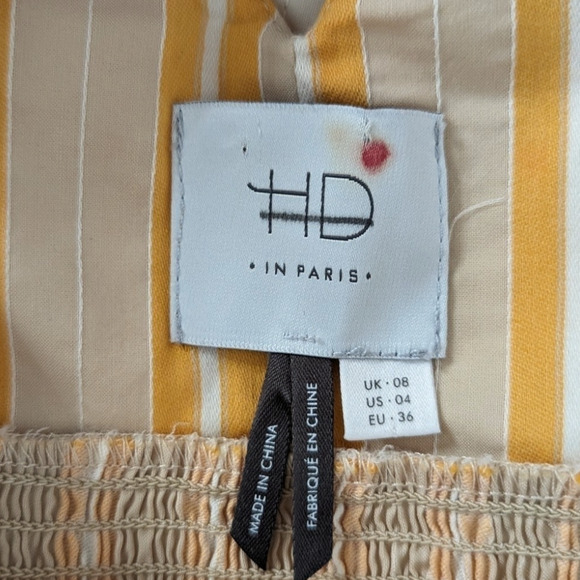 HD
• IN PARIS •
UK • 08
US • 04
EU • 36
MADE IN CHINA
FABRIQUÉ EN CHINE